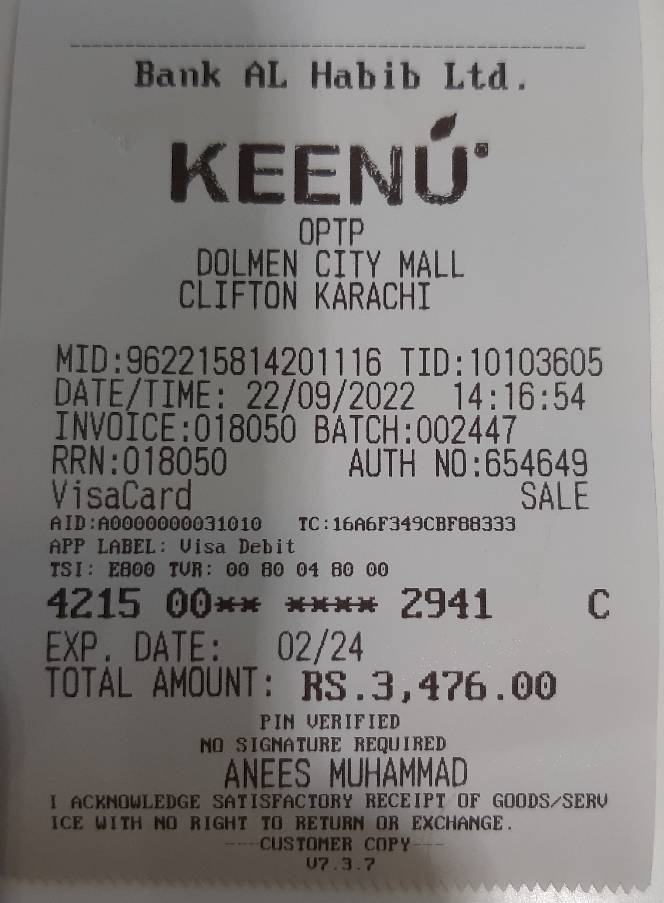 Bank AL Habib Ltd.
KEENÚ®
OPTP
DOLMEN CITY MALL
CLIFTON KARACHI
MID:962215814201116 TID:10103605
DATE/TIME: 22/09/2022 14:16:54
INVOICE:018050 BATCH:002447
RRN:018050 AUTH NO:654649
VisaCard SALE
AID:A0000000031010 TC:16A6F349CBF88333
APP LABEL: Visa Debit
TSI: E800 TVR: 00 80 04 80 00
4215 00** **** 2941 C
EXP. DATE: 02/24
TOTAL AMOUNT: RS.3,476.00
PIN VERIFIED
NO SIGNATURE REQUIRED
ANEES MUHAMMAD
I ACKNOWLEDGE SATISFACTORY RECEIPT OF GOODS/SERV
ICE WITH NO RIGHT TO RETURN OR EXCHANGE.
---CUSTOMER COPY---
V7.3.7